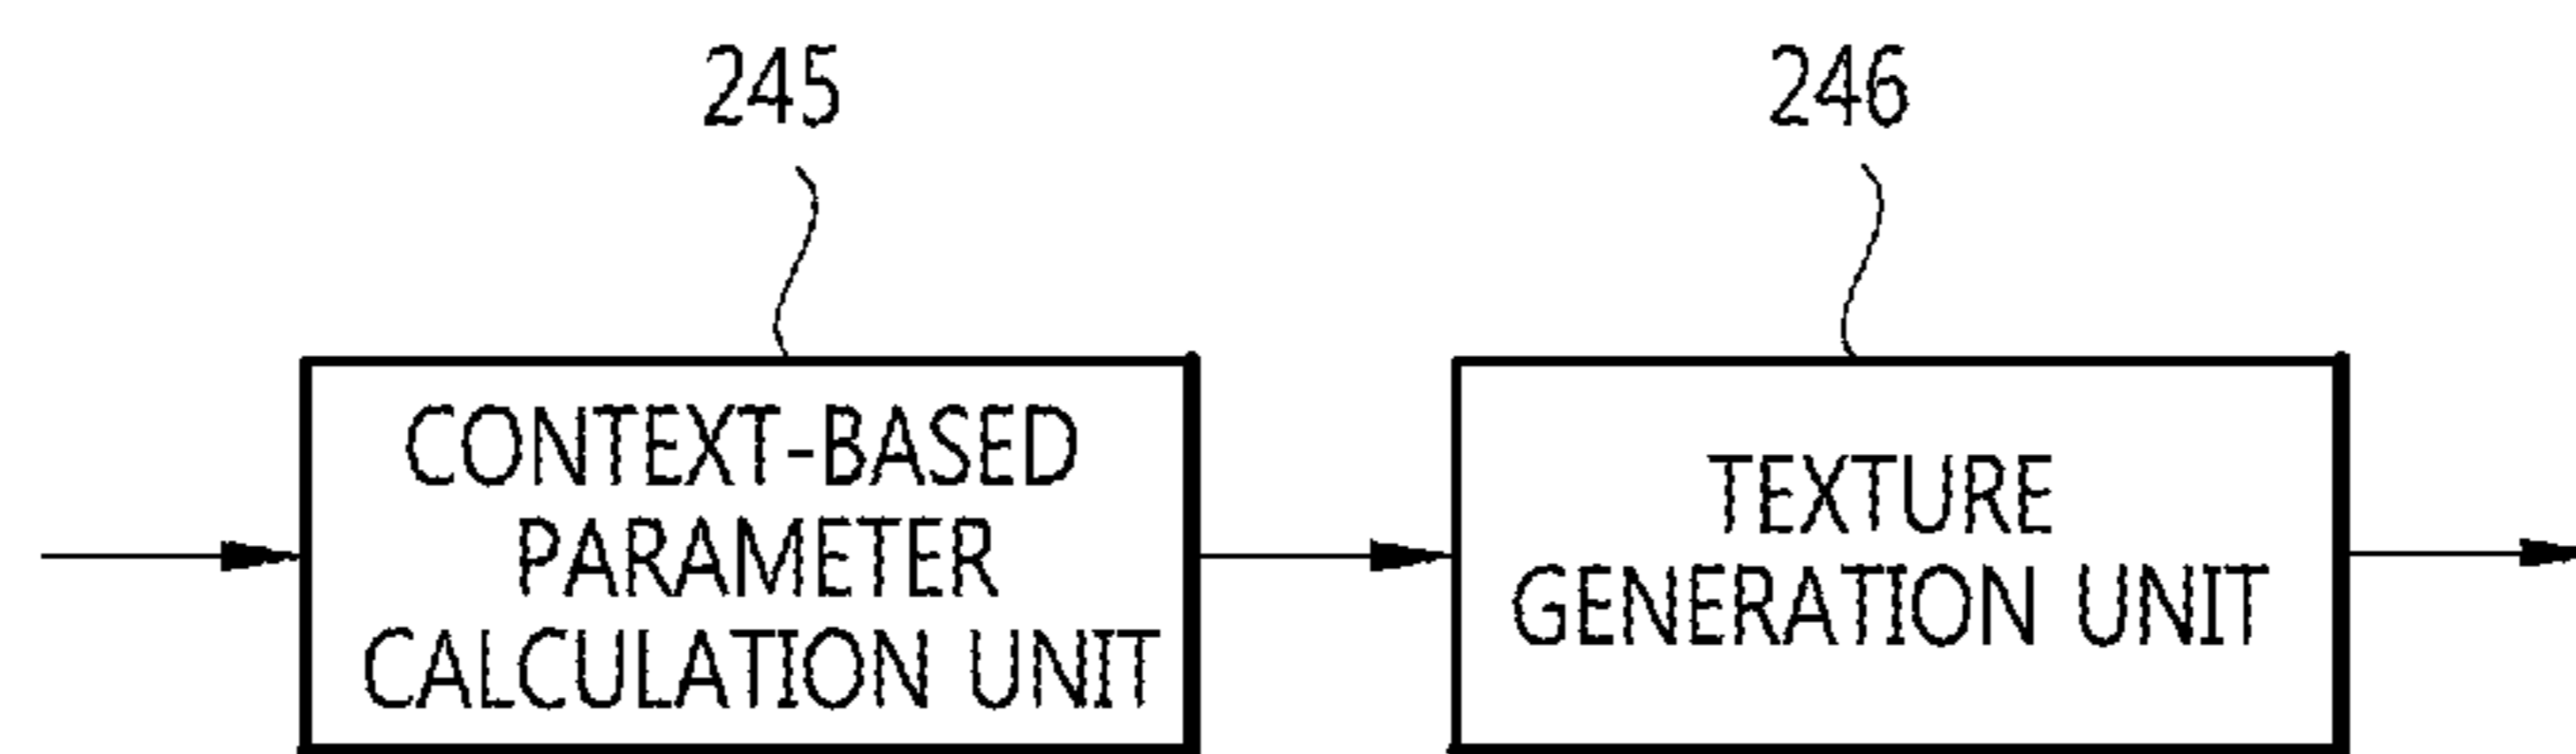 245
246
CONTEXT-BASED
PARAMETER
CALCULATION UNIT
TEXTURE
GENERATION UNIT